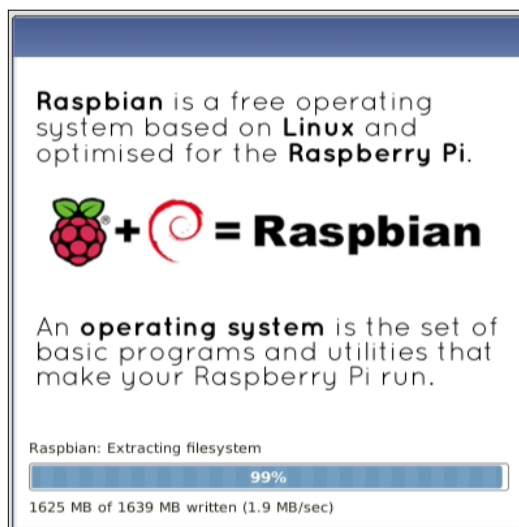 Raspbian is a free operating
system based on Linux and
optimised for the Raspberry Pi.
®+ = Raspbian
An operating system is the set of
basic programs and utilities that
make your Raspberry Pi run.
Raspbian: Extracting filesystem
99%
1625 MB of 1639 MB written (1.9 MB/sec)